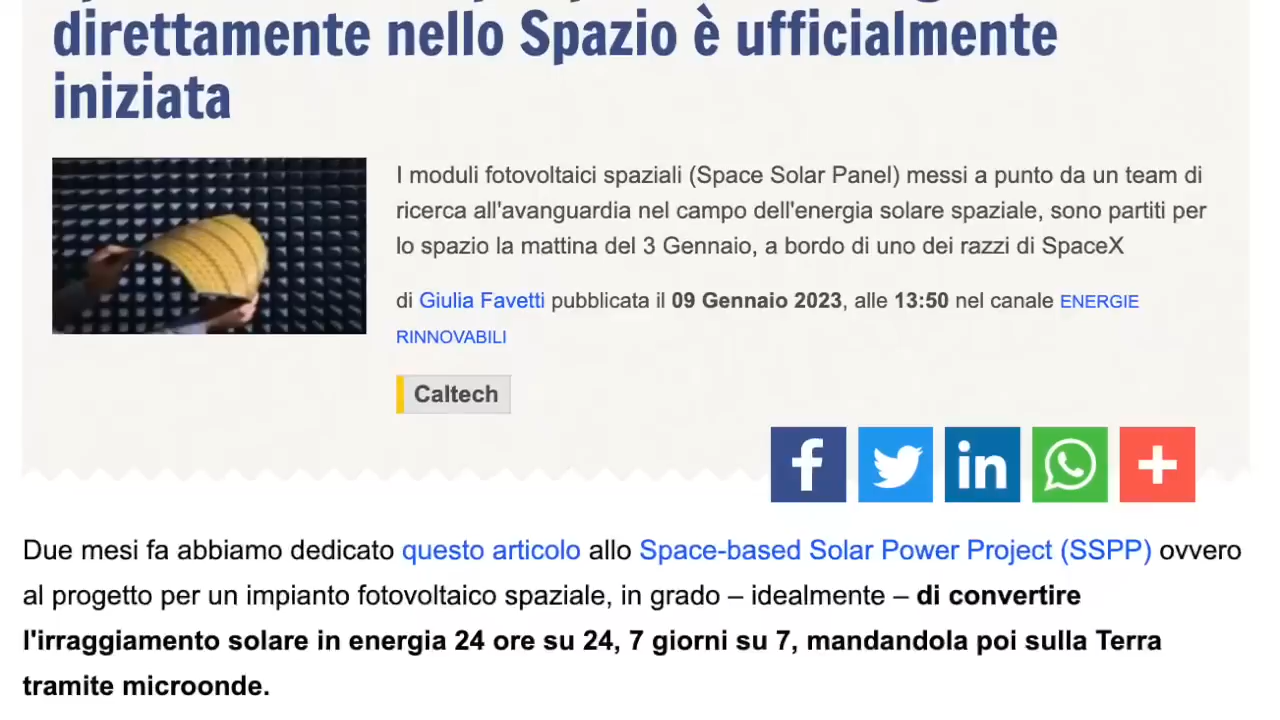 direttamente nello Spazio è ufficialmente
iniziata
I moduli fotovoltaici spaziali (Space Solar Panel) messi a punto da un team di
ricerca all'avanguardia nel campo dell'energia solare spaziale, sono partiti per
lo spazio la mattina del 3 Gennaio, a bordo di uno dei razzi di SpaceX
di Giulia Favetti pubblicata il 09 Gennaio 2023, alle 13:50 nel canale ENERGIE
RINNOVABILI
Caltech
f in +
Due mesi fa abbiamo dedicato questo articolo allo Space-based Solar Power Project (SSPP) ovvero
al progetto per un impianto fotovoltaico spaziale, in grado – idealmente – di convertire
l'irraggiamento solare in energia 24 ore su 24, 7 giorni su 7, mandandola poi sulla Terra
tramite microonde.